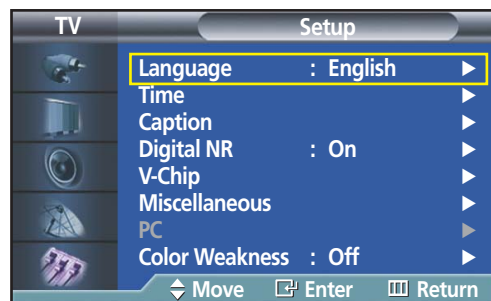 TV Setup
Language : English
Time
Caption
Digital NR : On
V-Chip
Miscellaneous
PC
Color Weakness : Off
Move Enter Return